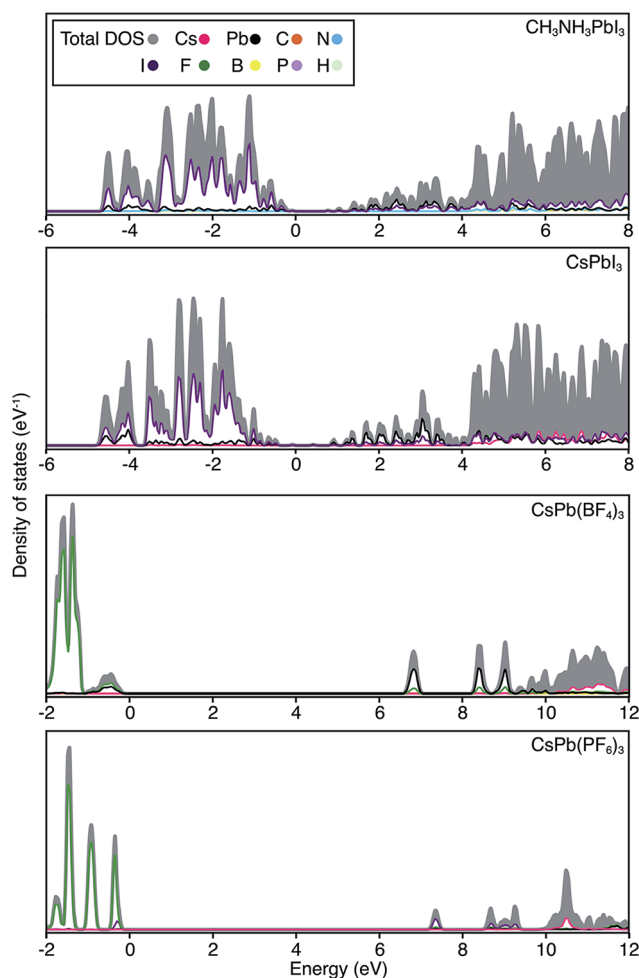 Total DOS Cs Pb C N
I F B P H
CH₃NH₃PbI₃
-6 -4 -2 0 2 4 6 8
CsPbI₃
-6 -4 -2 0 2 4 6 8
Density of states (eV⁻¹)
CsPb(BF₄)₃
-2 0 2 4 6 8 10 12
CsPb(PF₆)₃
-2 0 2 4 6 8 10 12
Energy (eV)